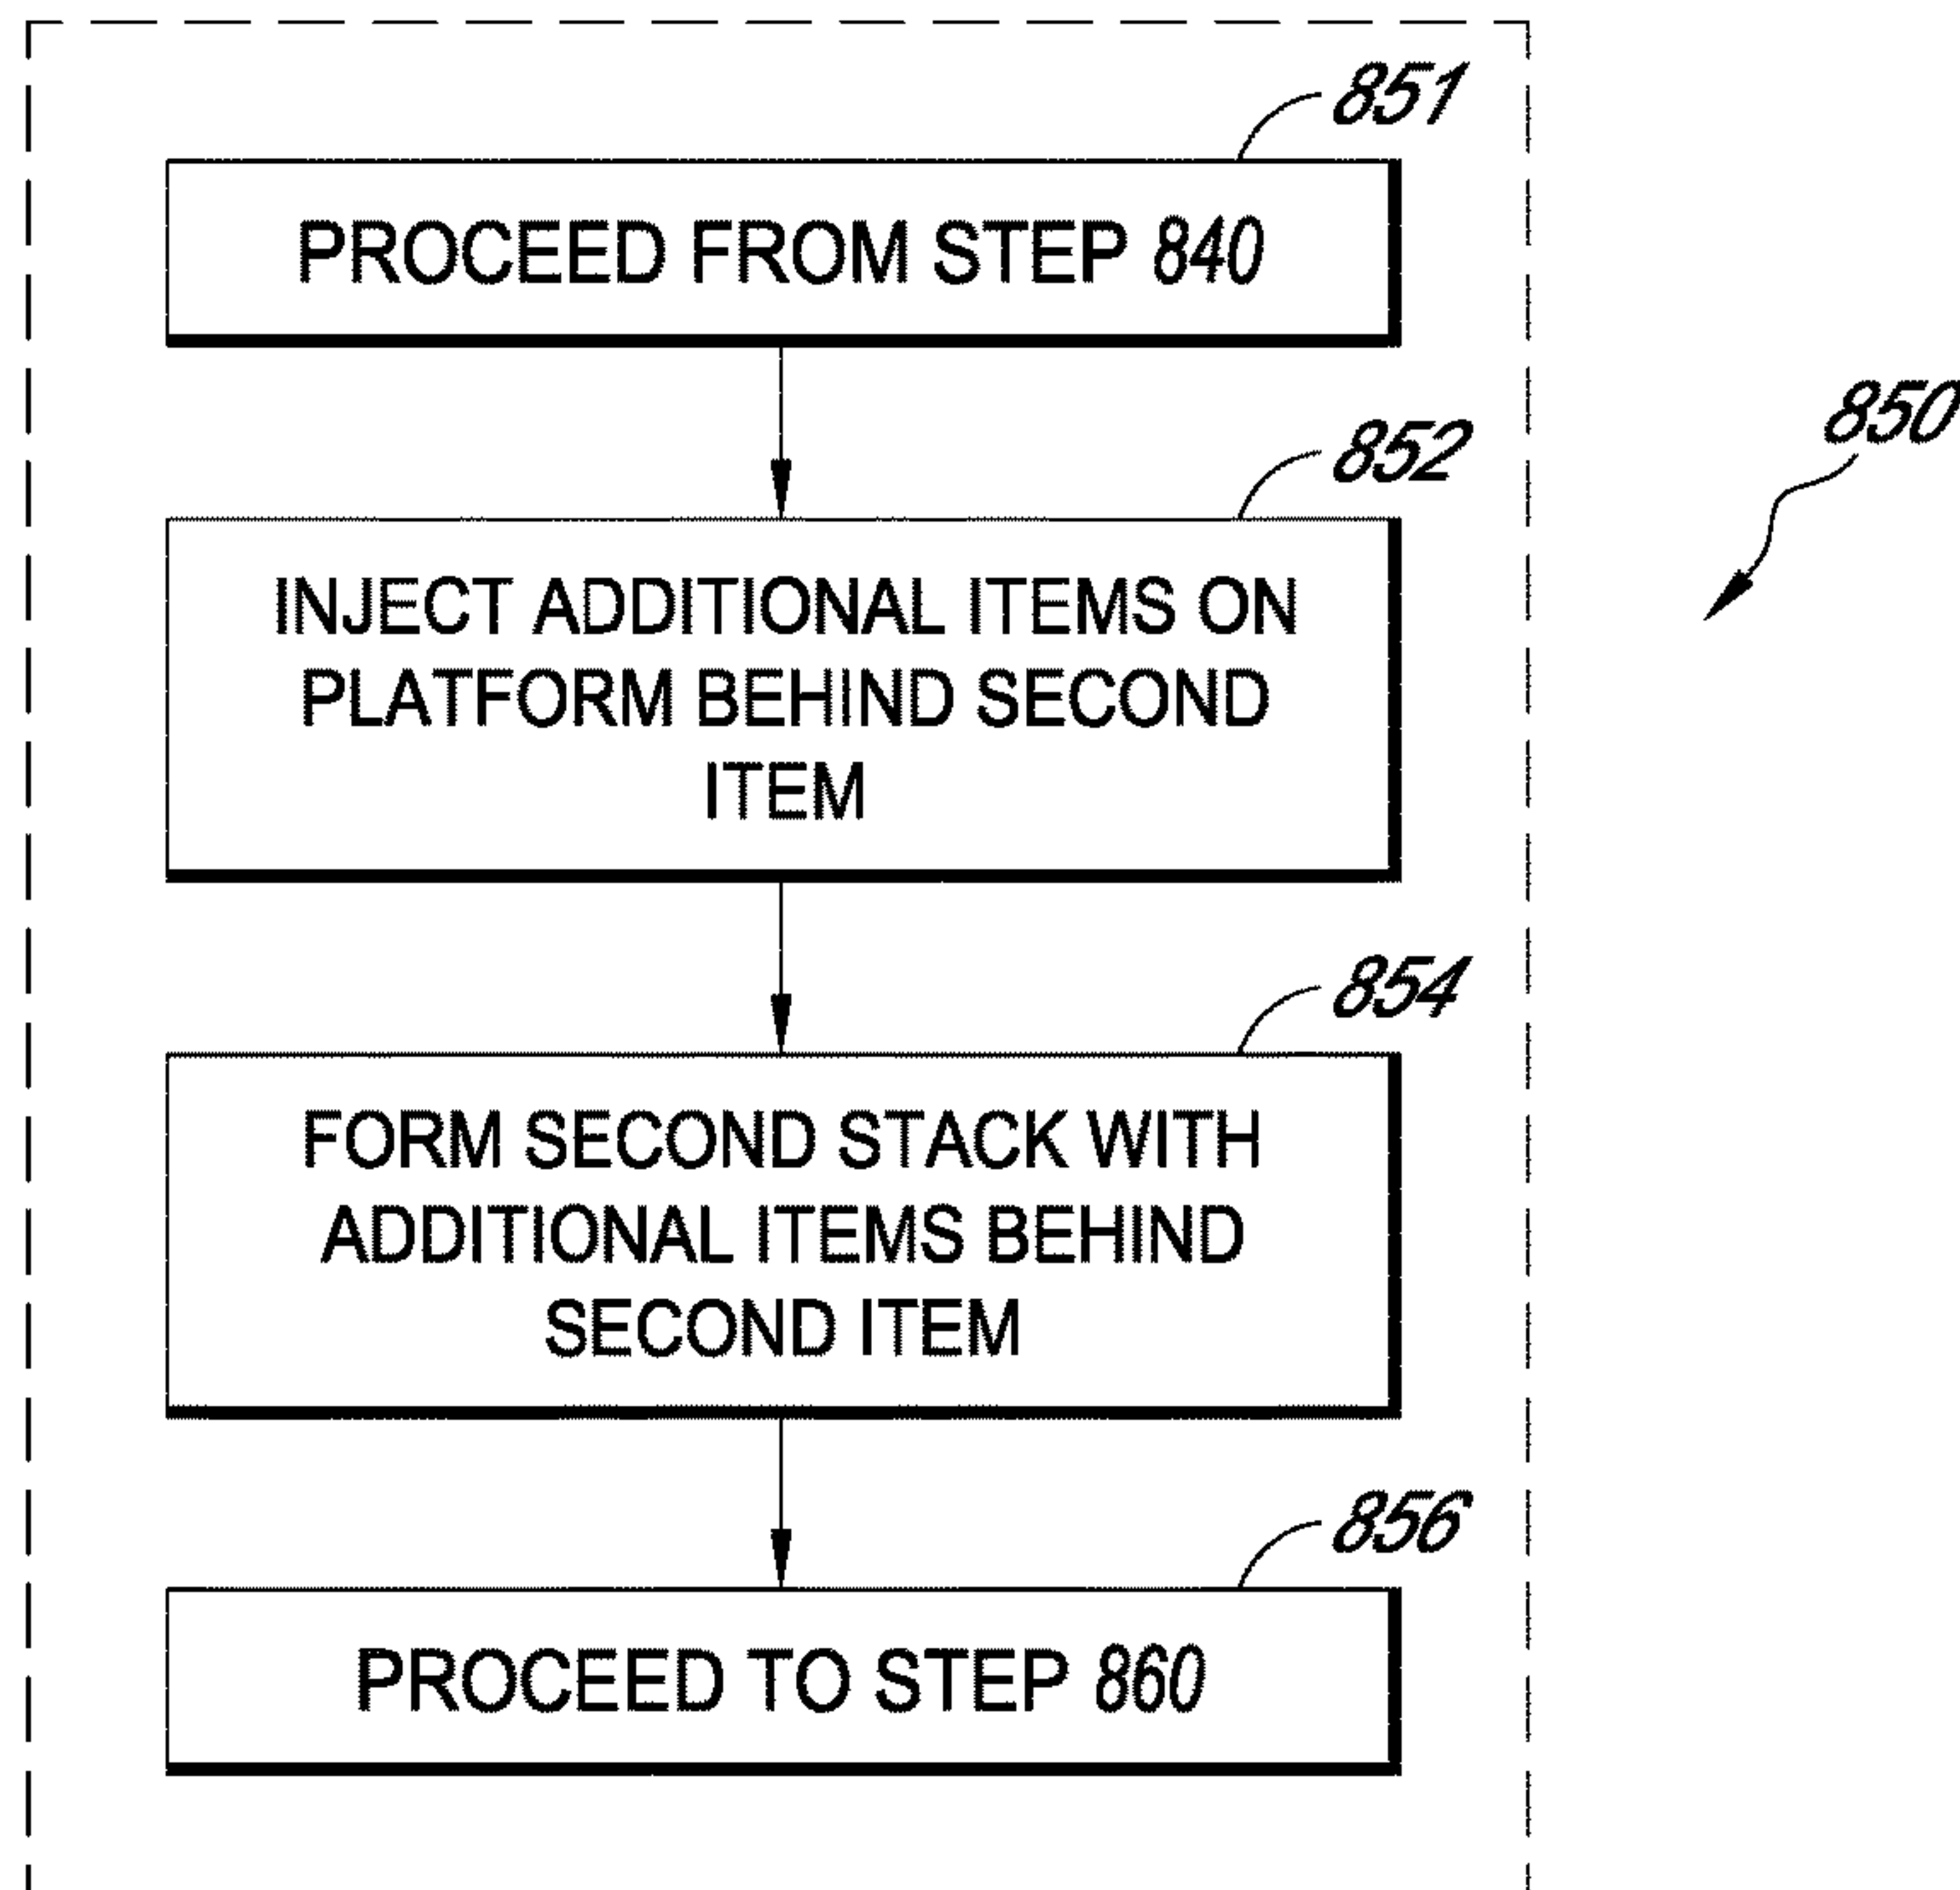 851
PROCEED FROM STEP 840
850
852
INJECT ADDITIONAL ITEMS ON
PLATFORM BEHIND SECOND
ITEM
854
FORM SECOND STACK WITH
ADDITIONAL ITEMS BEHIND
SECOND ITEM
856
PROCEED TO STEP 860